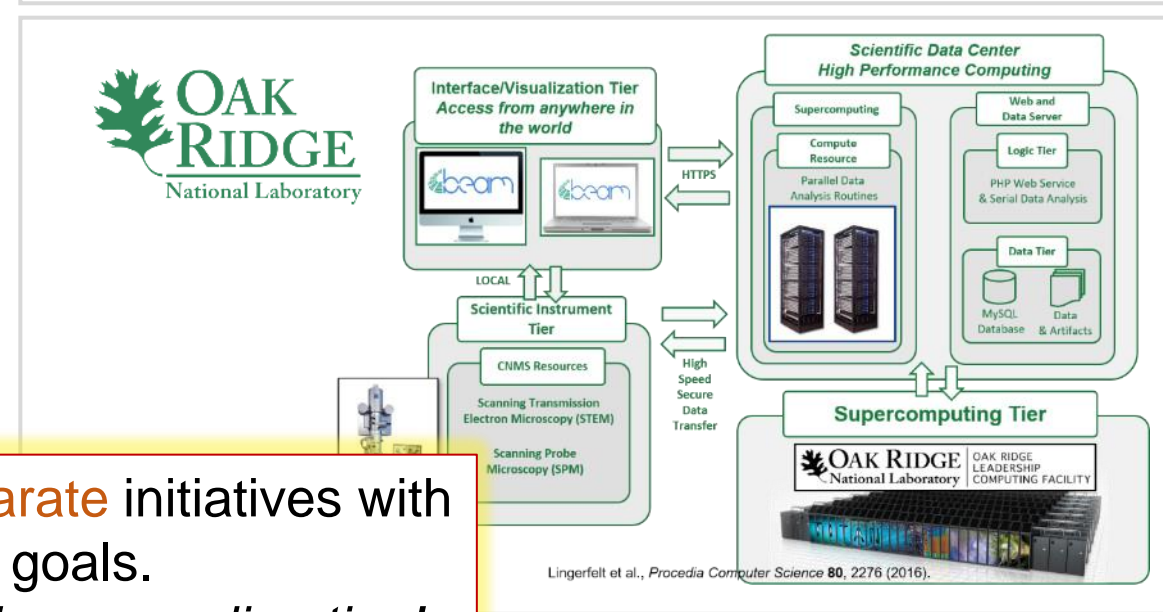 OAK
RIDGE
National Laboratory
Interface/Visualization Tier
Access from anywhere in
the world
beam
beam
HTTPS
LOCAL
Scientific Data Center
High Performance Computing
Supercomputing
Compute
Resource
Parallel Data
Analysis Routines
Web and
Data Server
Logic Tier
PHP Web Service
& Serial Data Analysis
Data Tier
MySQL
Database
Data
& Artifacts
Scientific Instrument
Tier
CNMS Resources
Scanning Transmission
Electron Microscopy (STEM)
Scanning Probe
Microscopy (SPM)
High
Speed
Secure
Data
Transfer
Supercomputing Tier
OAK RIDGE
National Laboratory
OAK RIDGE
LEADERSHIP
COMPUTING FACILITY
TITAN
arate initiatives with
goals.
Lingerfelt et al., Procedia Computer Science 80, 2276 (2016).